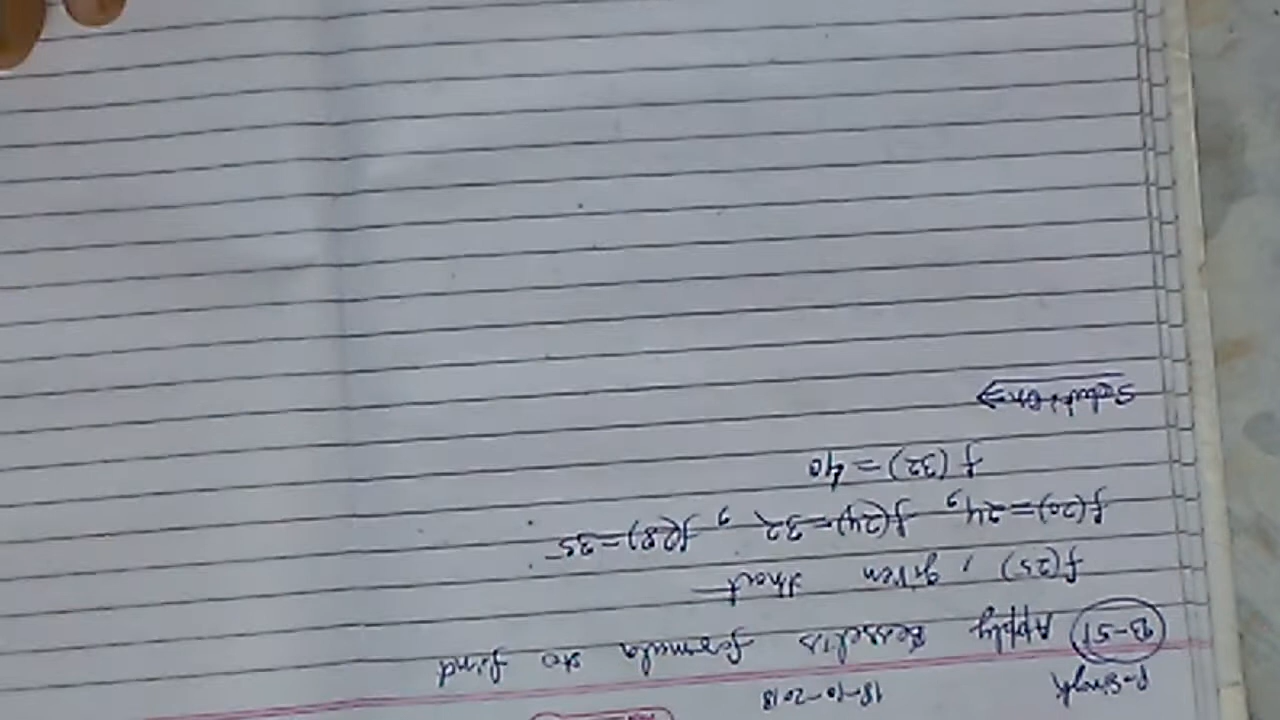 P-Singh 18-10-2018
B-51 Apply Bessel's formula to find
f(25), given that
f(20)=24, f(24)=32, f(28)=35
f(32)=40
Solution→